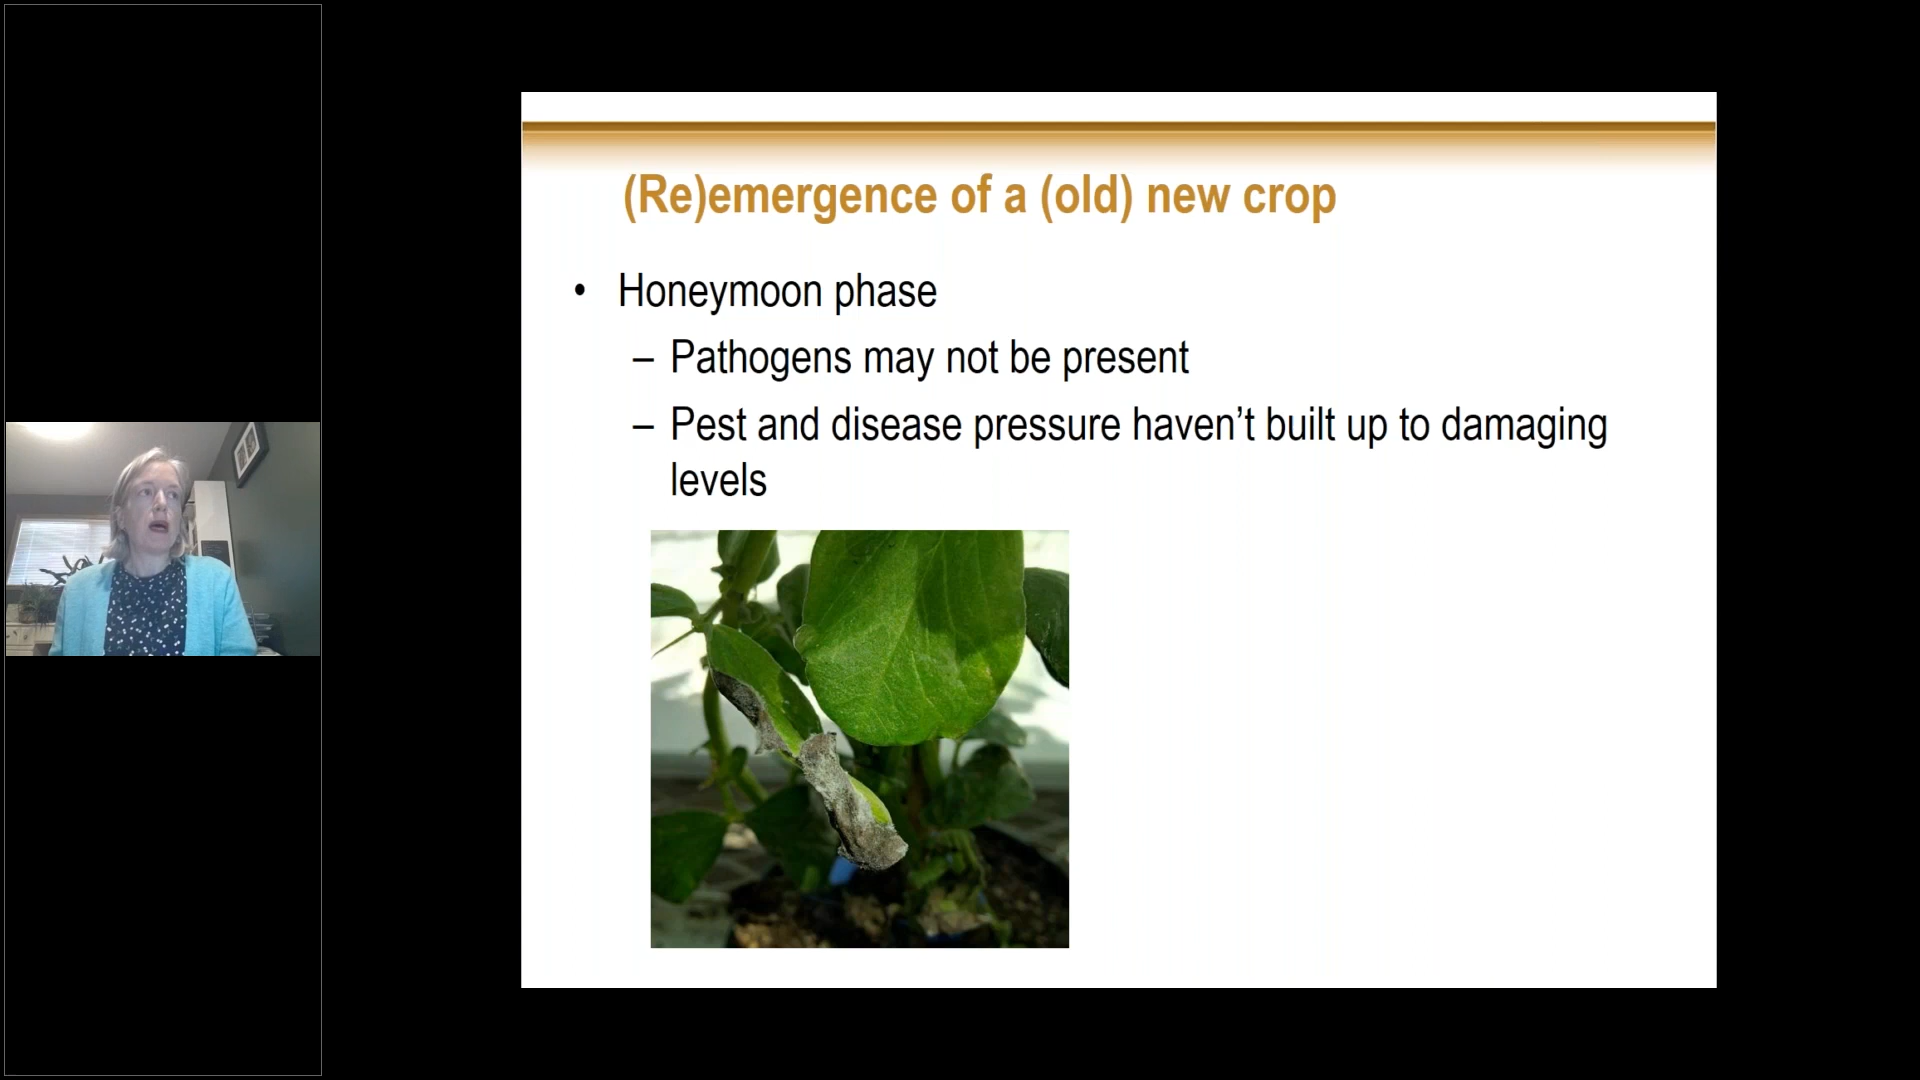 (Re)emergence of a (old) new crop
• Honeymoon phase
– Pathogens may not be present
– Pest and disease pressure haven’t built up to damaging
levels